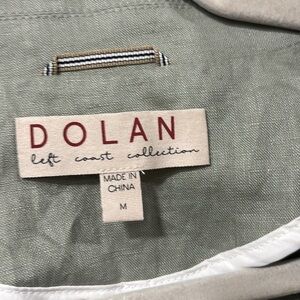 DOLAN
left coast collection
MADE IN
CHINA
M